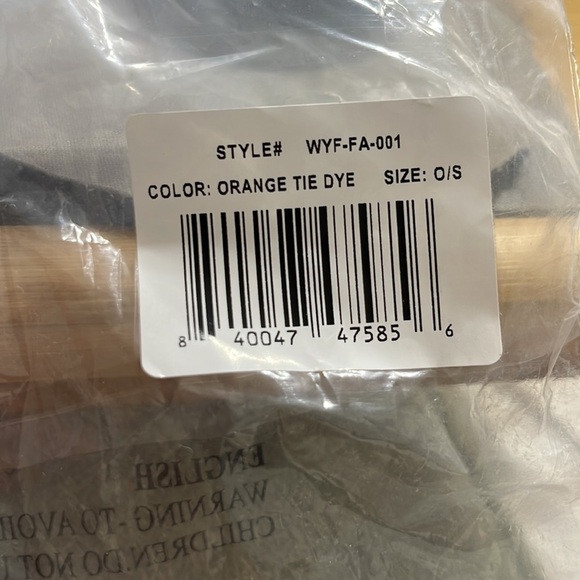 STYLE# WYF-FA-001
COLOR: ORANGE TIE DYE SIZE: O/S
8 40047 47585 6
ENGLISH
WARNING - TO AVOI
CHILDREN. DO NOT